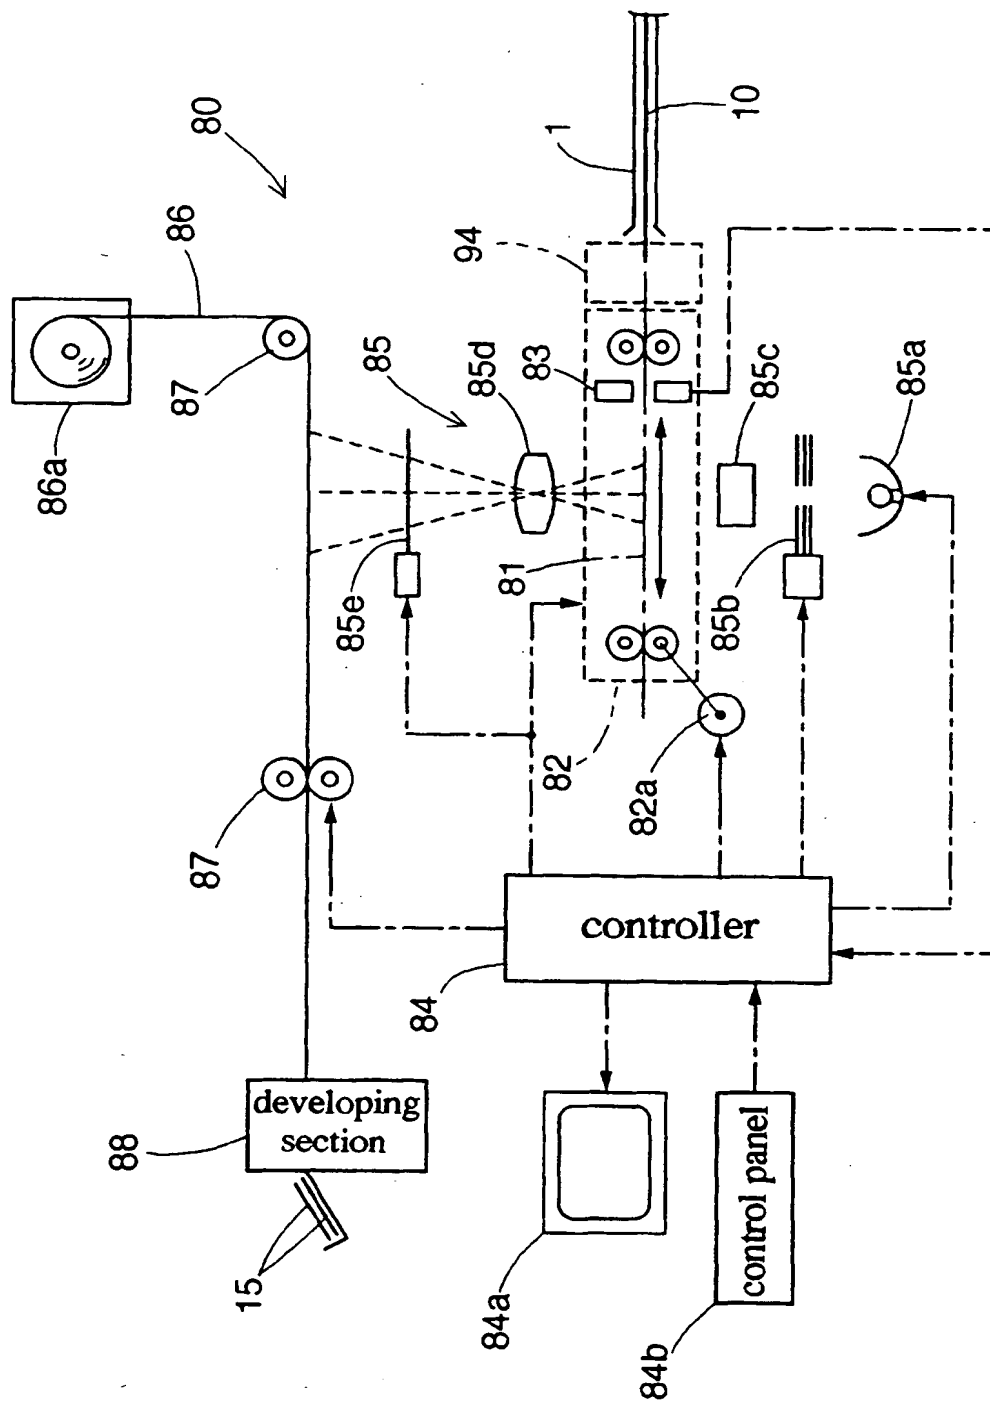 80
1
10
86
94
87
85
85d
83
85c
85a
86a
85e
81
85b
82
82a
87
controller
84
developing
section
88
15
84a
control panel
84b